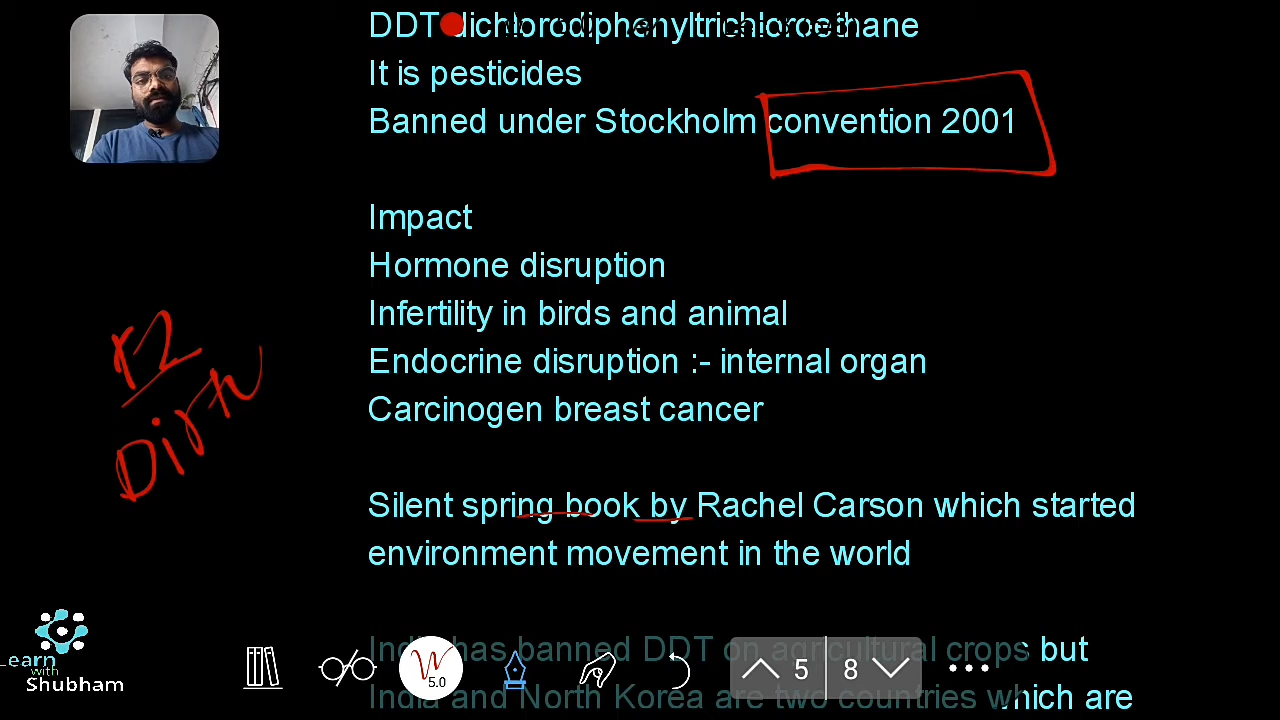 DDT dichorodiphenyltrichloroethane
It is pesticides
Banned under Stockholm convention 2001
Impact
Hormone disruption
Infertility in birds and animal
Endocrine disruption :- internal organ
Carcinogen breast cancer
Silent spring book by Rachel Carson which started
environment movement in the world
India has banned DDT on agricultural crops but
India and North Korea are two countries which are
Learn
with
Shubham
5.0
5 8